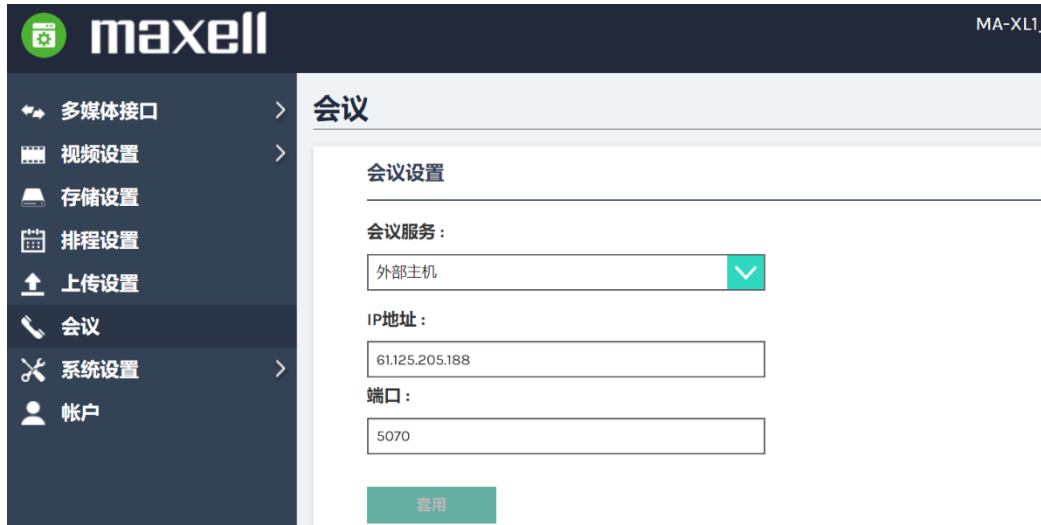 maxell
MA-XL1_
多媒体接口
视频设置
存储设置
排程设置
上传设置
会议
系统设置
帐户
会议
会议设置
会议服务 :
外部主机
IP地址 :
61.125.205.188
端口 :
5070
套用